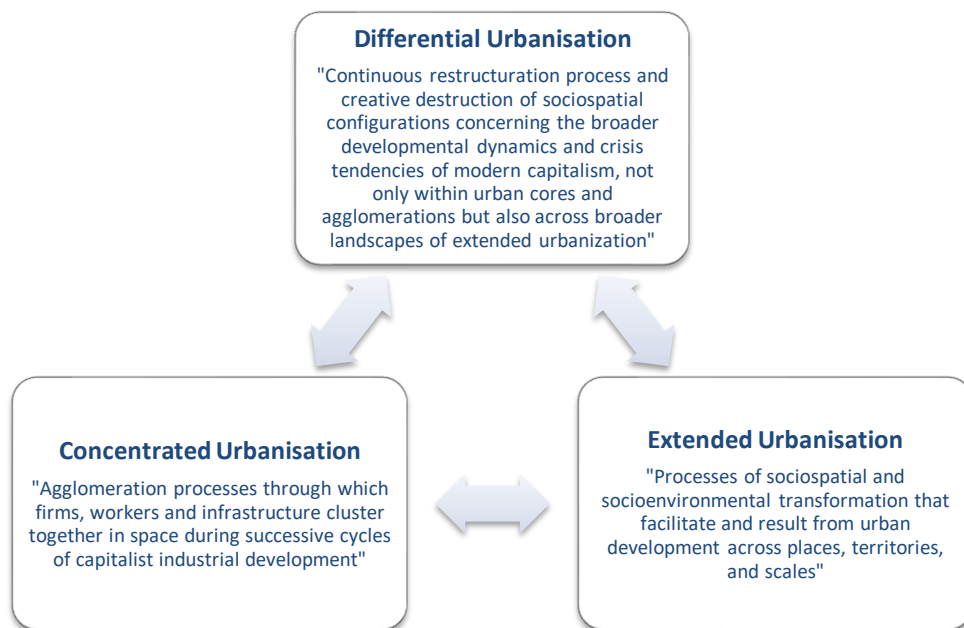 Differential Urbanisation
"Continuous restructuration process and
creative destruction of sociospatial
configurations concerning the broader
developmental dynamics and crisis
tendencies of modern capitalism, not
only within urban cores and
agglomerations but also across broader
landscapes of extended urbanization"
Concentrated Urbanisation
"Agglomeration processes through which
firms, workers and infrastructure cluster
together in space during successive cycles
of capitalist industrial development"
Extended Urbanisation
"Processes of sociospatial and
socioenvironmental transformation that
facilitate and result from urban
development across places, territories,
and scales"